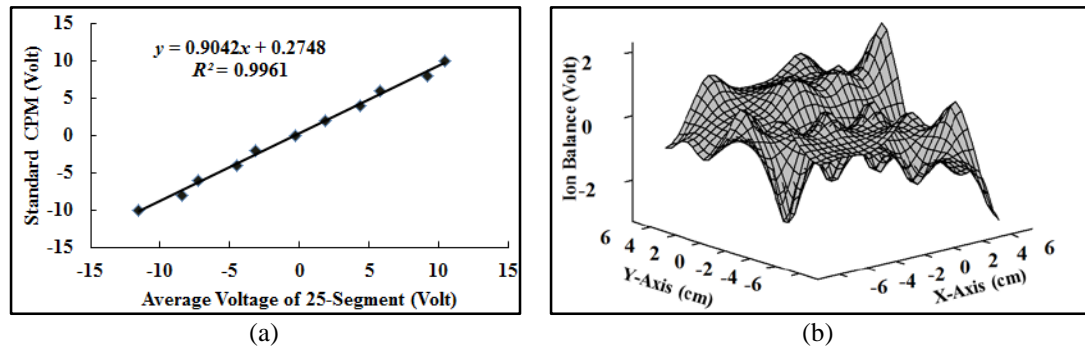 15
10
5
0
-5
-10
-15
Standard CPM (Volt)
y = 0.9042x + 0.2748
R² = 0.9961
-15 -10 -5 0 5 10 15
Average Voltage of 25-Segment (Volt)
(a)
2
0
-2
Ion Balance (Volt)
6 4 2 0 -2 -4 -6
Y-Axis (cm)
-6 -4 -2 0 2 4 6
X-Axis (cm)
(b)